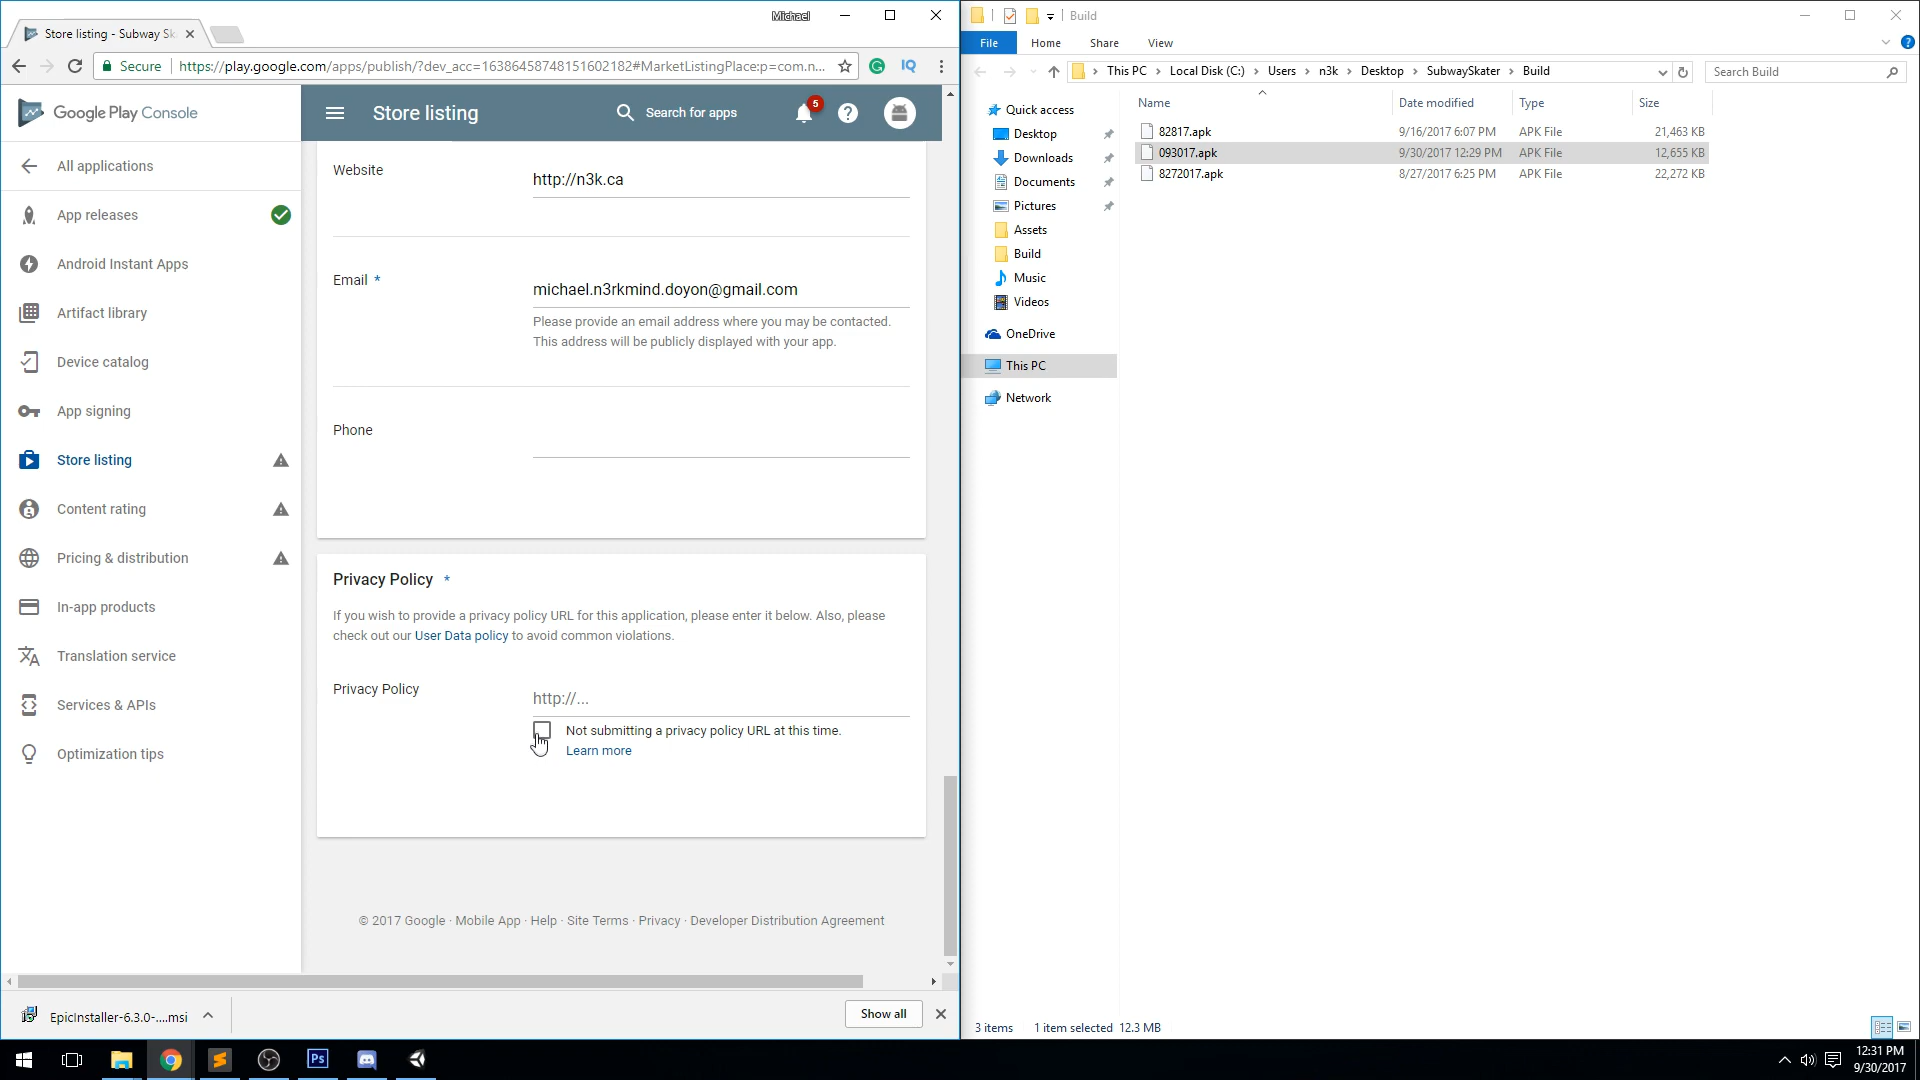 Michael
Store listing - Subway Sk
Secure
https://play.google.com/apps/publish/?dev_acc=16386458748151602182#MarketListingPlace:p=com.n...
IQ
Google Play Console
Store listing
Search for apps
5
All applications
App releases
Android Instant Apps
Artifact library
Device catalog
App signing
Store listing
Content rating
Pricing & distribution
In-app products
Translation service
Services & APIs
Optimization tips
Website
http://n3k.ca
Email *
michael.n3rkmind.doyon@gmail.com
Please provide an email address where you may be contacted.
This address will be publicly displayed with your app.
Phone
Privacy Policy *
If you wish to provide a privacy policy URL for this application, please enter it below. Also, please
check out our User Data policy to avoid common violations.
Privacy Policy
http://...
Not submitting a privacy policy URL at this time.
Learn more
© 2017 Google · Mobile App · Help · Site Terms · Privacy · Developer Distribution Agreement
EpicInstaller-6.3.0-....msi
Show all
Build
File Home Share View
This PC > Local Disk (C:) > Users > n3k > Desktop > SubwaySkater > Build
Search Build
Quick access
Desktop
Downloads
Documents
Pictures
Assets
Build
Music
Videos
OneDrive
This PC
Network
Name Date modified Type Size
82817.apk 9/16/2017 6:07 PM APK File 21,463 KB
093017.apk 9/30/2017 12:29 PM APK File 12,655 KB
8272017.apk 8/27/2017 6:25 PM APK File 22,272 KB
3 items 1 item selected 12.3 MB
Ps
12:31 PM
9/30/2017